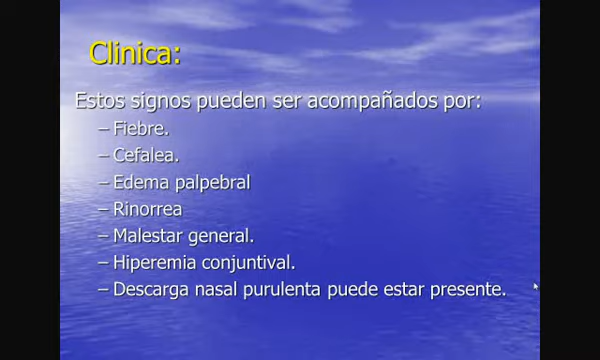 Clinica:
Estos signos pueden ser acompañados por:
– Fiebre.
– Cefalea.
– Edema palpebral
– Rinorrea
– Malestar general.
– Hiperemia conjuntival.
– Descarga nasal purulenta puede estar presente.